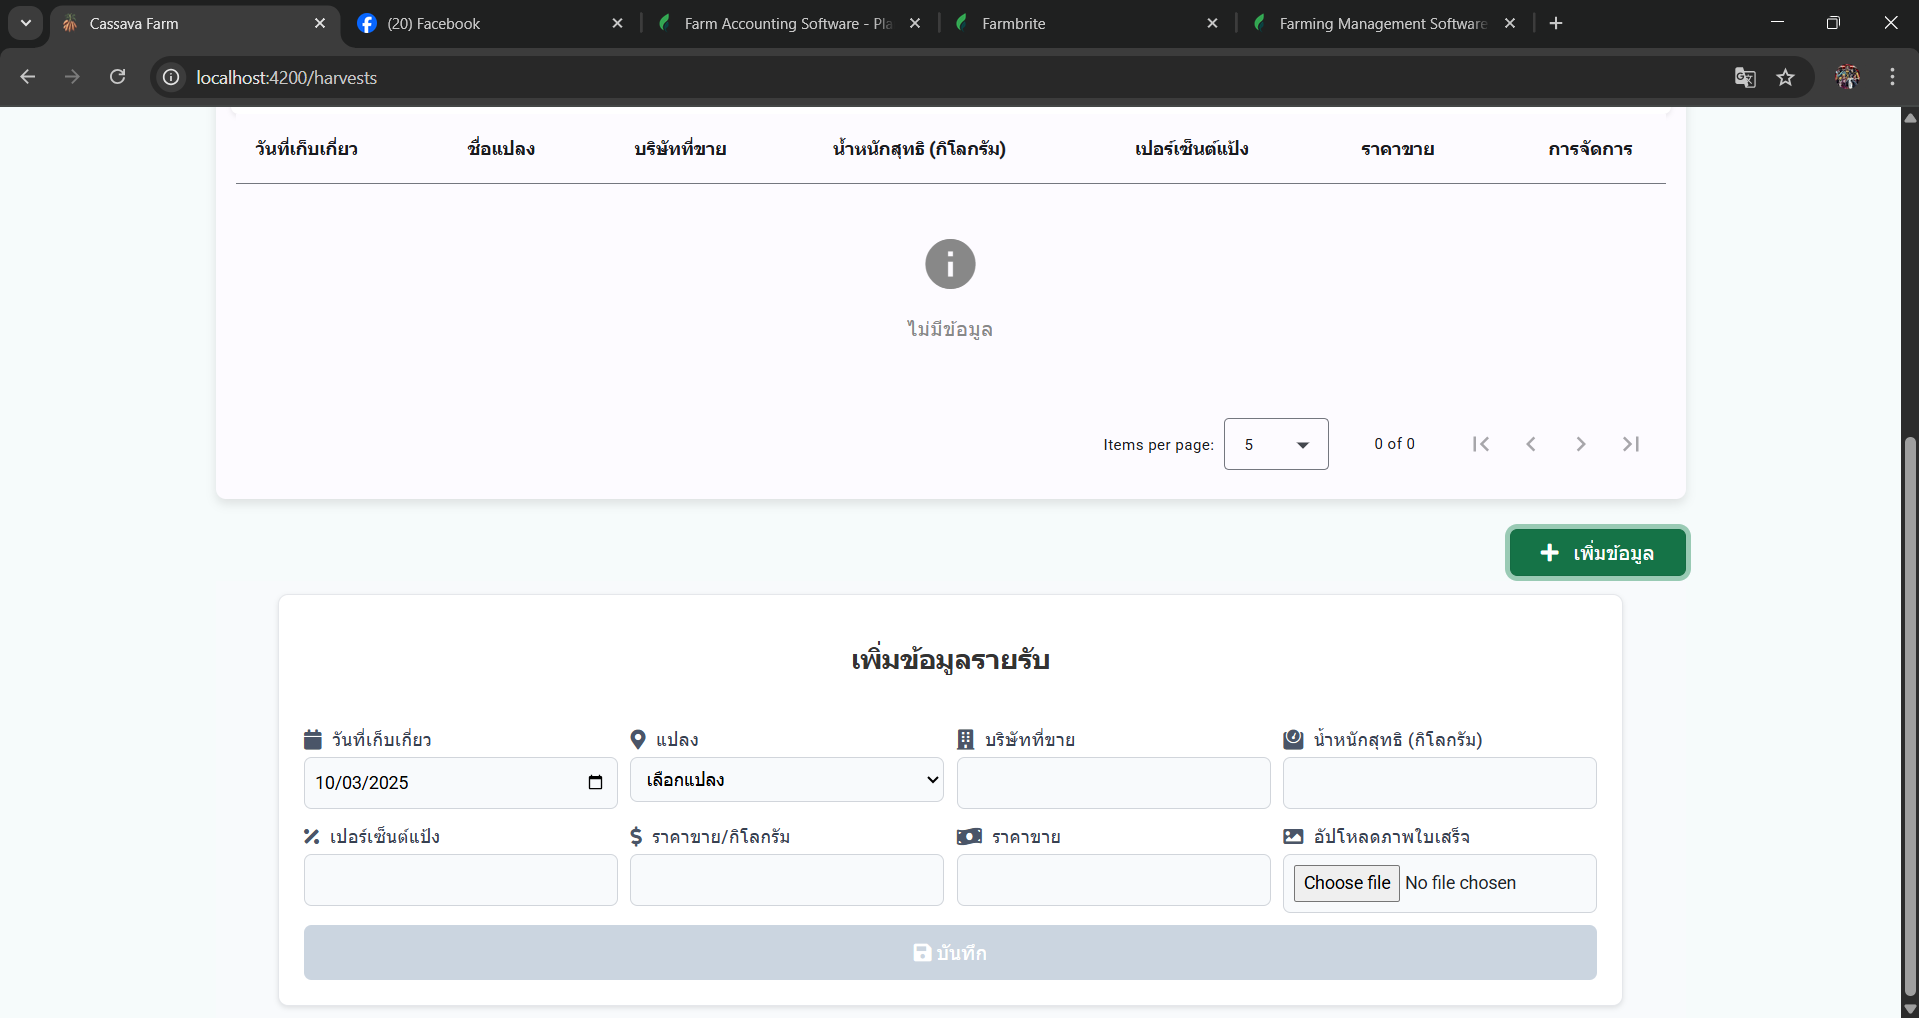 Cassava Farm
(20) Facebook
Farm Accounting Software - Pla
Farmbrite
Farming Management Software
localhost:4200/harvests
วันที่เก็บเกี่ยว ชื่อแปลง บริษัทที่ขาย น้ำหนักสุทธิ (กิโลกรัม) เปอร์เซ็นต์แป้ง ราคาขาย การจัดการ
ไม่มีข้อมูล
Items per page: 5 0 of 0
เพิ่มข้อมูล
เพิ่มข้อมูลรายรับ
วันที่เก็บเกี่ยว แปลง บริษัทที่ขาย น้ำหนักสุทธิ (กิโลกรัม)
10/03/2025 เลือกแปลง
เปอร์เซ็นต์แป้ง ราคาขาย/กิโลกรัม ราคาขาย อัปโหลดภาพใบเสร็จ
Choose file No file chosen
บันทึก